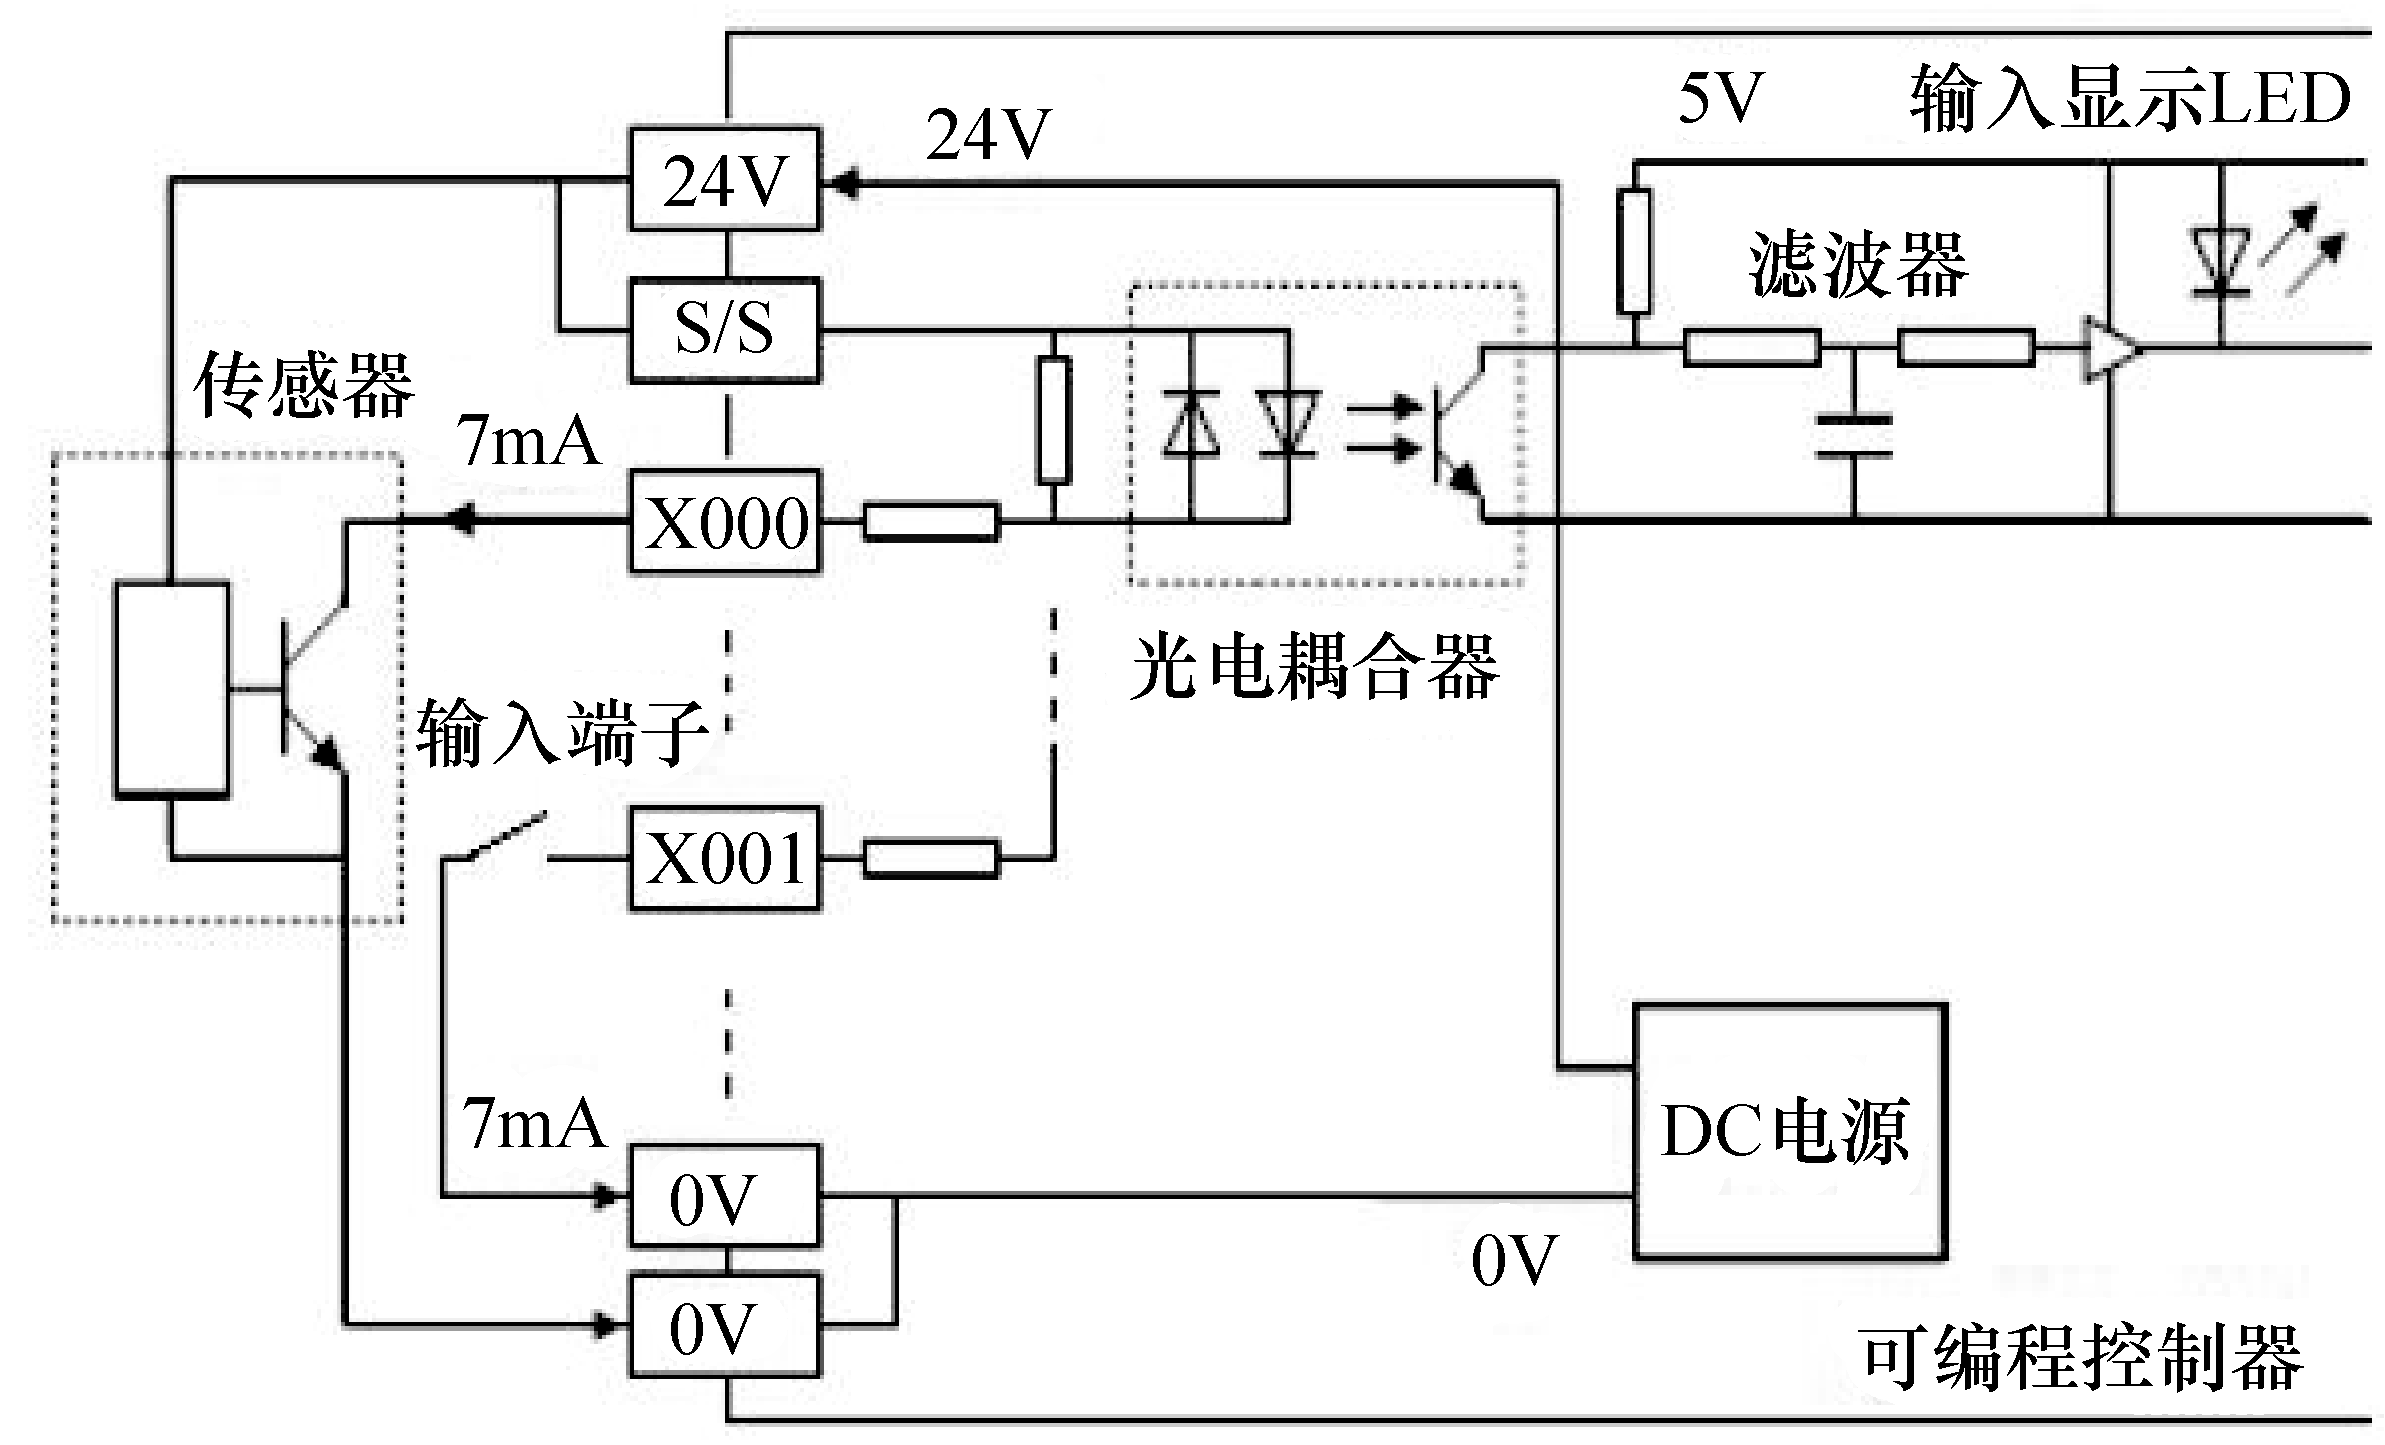 5V
输入显示LED
24V
24V
滤波器
S/S
传感器
7mA
X000
光电耦合器
输入端子
X001
7mA
DC电源
0V
0V
0V
可编程控制器